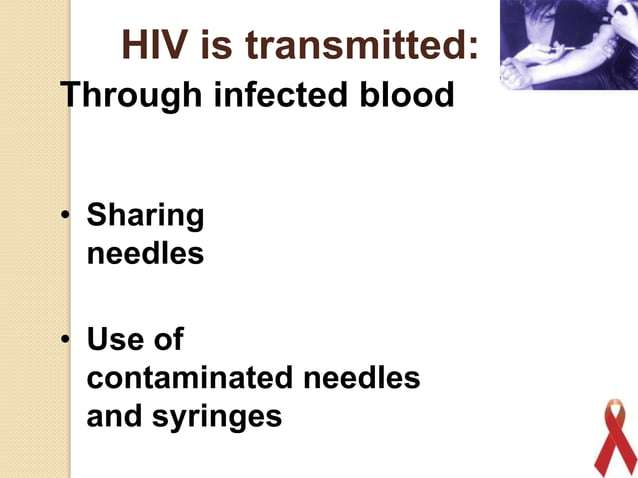 HIV is transmitted:
Through infected blood
• Sharing
needles
• Use of
contaminated needles
and syringes